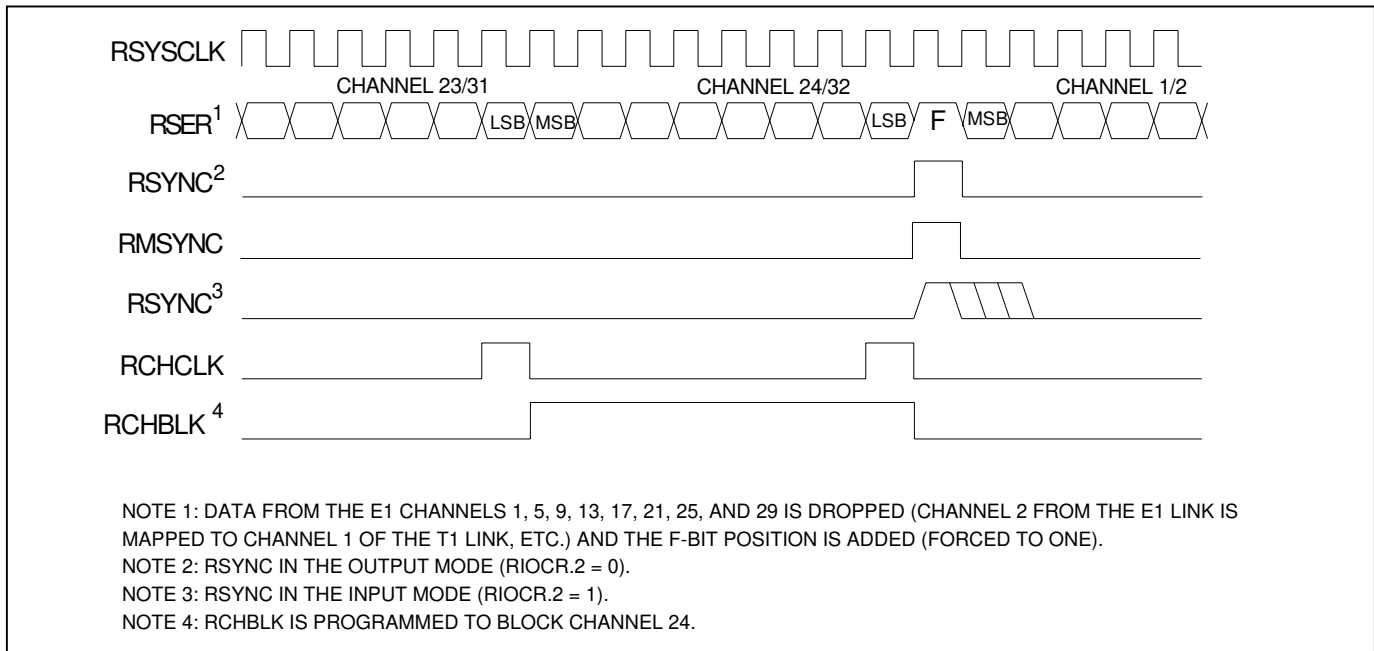 RSYSCLK
CHANNEL 23/31 CHANNEL 24/32 CHANNEL 1/2
RSER1 LSB MSB LSB F MSB
RSYNC2
RMSYNC
RSYNC3
RCHCLK
RCHBLK 4
NOTE 1: DATA FROM THE E1 CHANNELS 1, 5, 9, 13, 17, 21, 25, AND 29 IS DROPPED (CHANNEL 2 FROM THE E1 LINK IS
MAPPED TO CHANNEL 1 OF THE T1 LINK, ETC.) AND THE F-BIT POSITION IS ADDED (FORCED TO ONE).
NOTE 2: RSYNC IN THE OUTPUT MODE (RIOCR.2 = 0).
NOTE 3: RSYNC IN THE INPUT MODE (RIOCR.2 = 1).
NOTE 4: RCHBLK IS PROGRAMMED TO BLOCK CHANNEL 24.